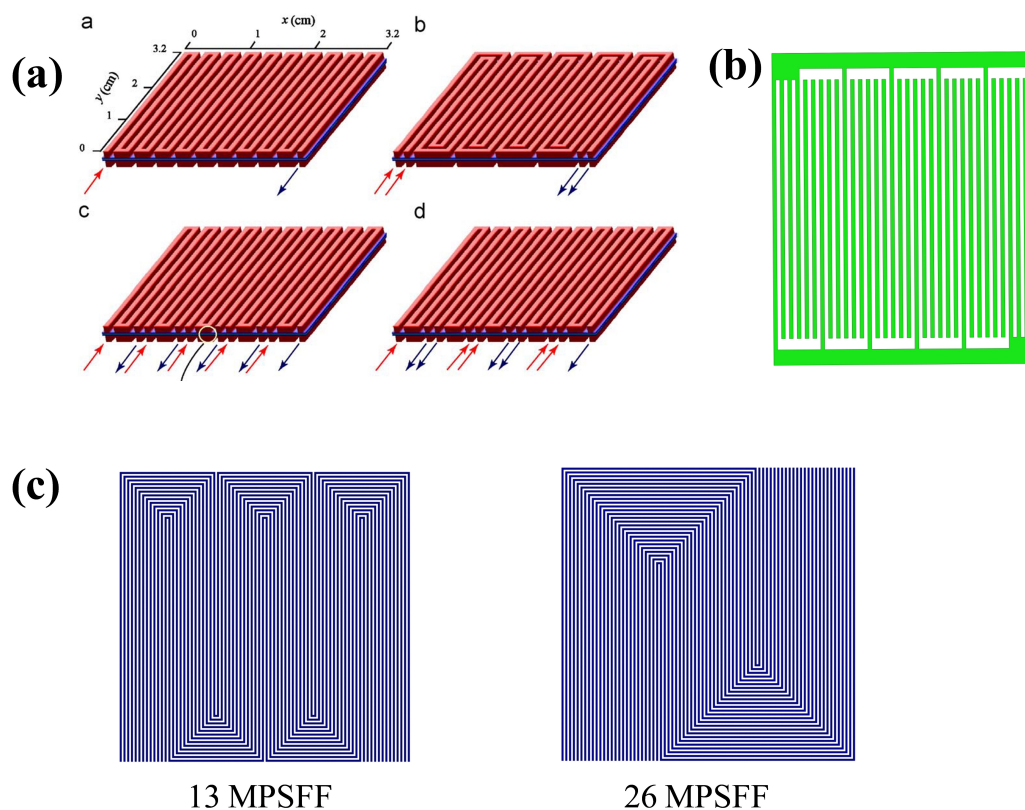 (a)
a
x (cm)
0 1 2 3.2
3.2
2
y (cm)
1
0
b
c
d
(b)
(c)
13 MPSFF
26 MPSFF